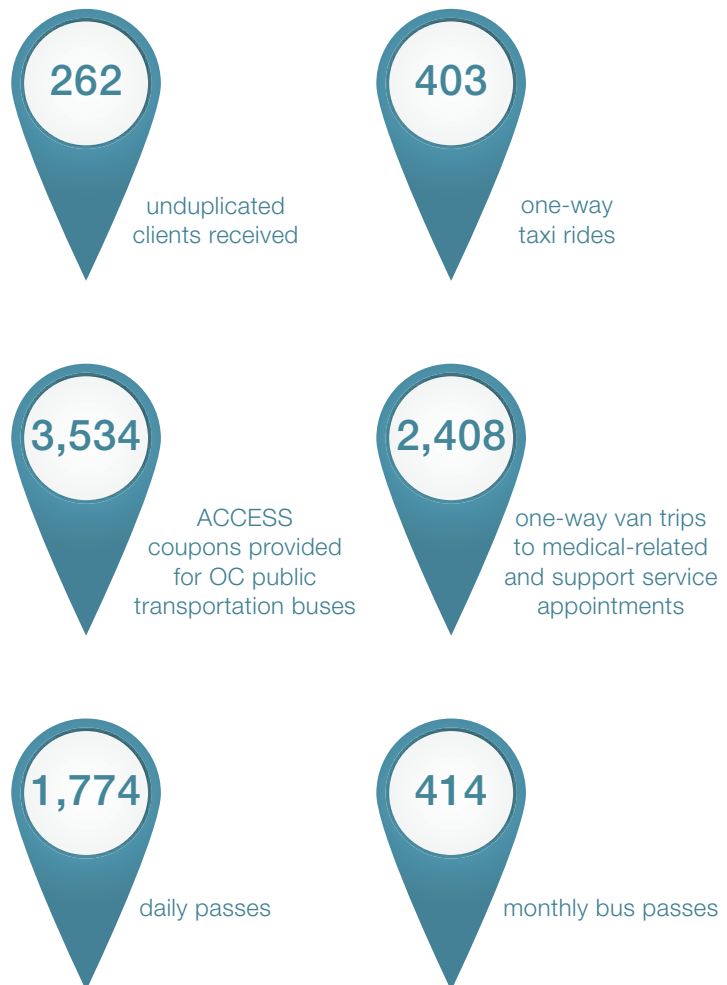 262
unduplicated
clients received
403
one-way
taxi rides
3,534
ACCESS
coupons provided
for OC public
transportation buses
2,408
one-way van trips
to medical-related
and support service
appointments
1,774
daily passes
414
monthly bus passes